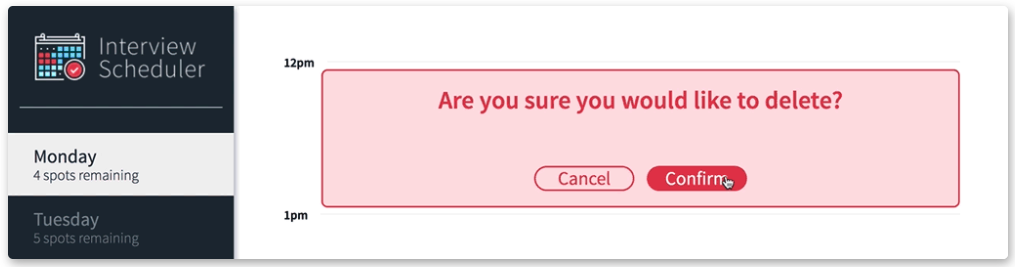 Interview
Scheduler
Monday
4 spots remaining
Tuesday
5 spots remaining
12pm
Are you sure you would like to delete?
Cancel
Confirm
1pm